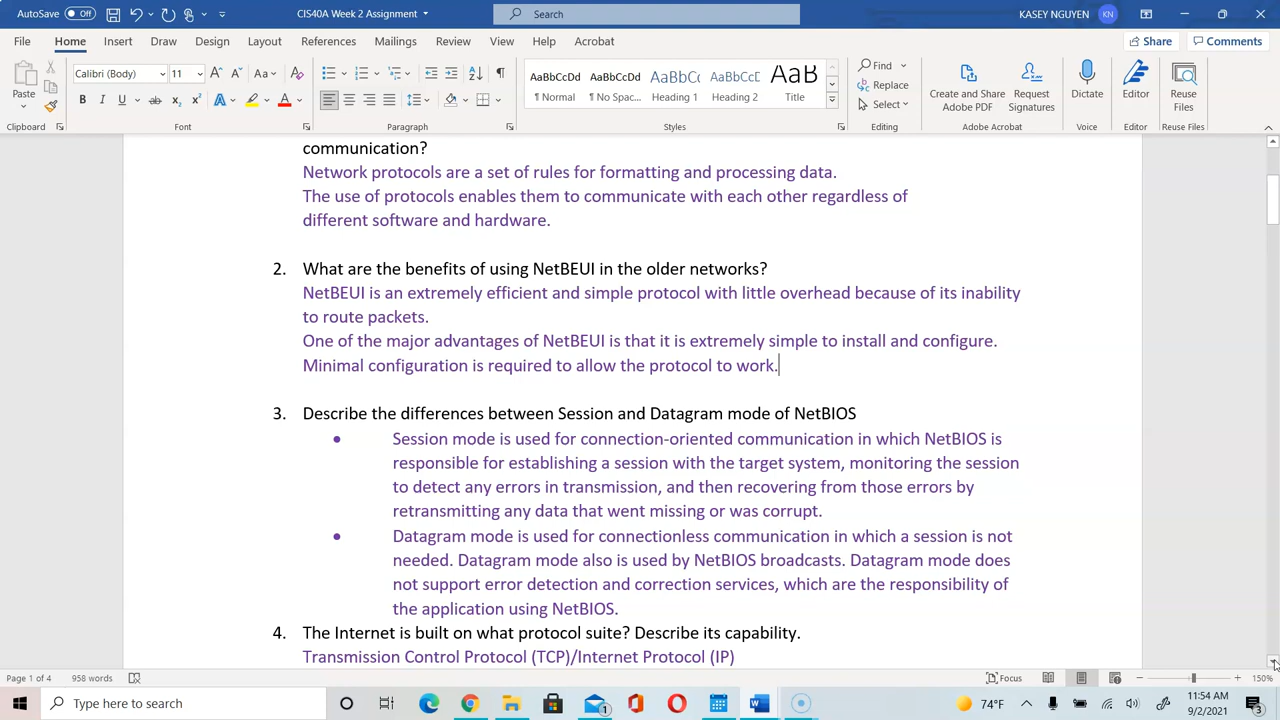 AutoSave Off CIS40A Week 2 Assignment Search KASEY NGUYEN KN
File Home Insert Draw Design Layout References Mailings Review View Help Acrobat Share Comments
Paste Calibri (Body) 11 Aa
AaBbCcDd AaBbCcDd AaBbCc AaBbCcC AaB
¶ Normal ¶ No Spac... Heading 1 Heading 2 Title
Find
Replace
Select
Create and Share
Adobe PDF
Request
Signatures
Dictate
Editor
Reuse
Files
Clipboard Font Paragraph Styles Editing Adobe Acrobat Voice Editor Reuse Files
communication?
Network protocols are a set of rules for formatting and processing data.
The use of protocols enables them to communicate with each other regardless of
different software and hardware.
2. What are the benefits of using NetBEUI in the older networks?
NetBEUI is an extremely efficient and simple protocol with little overhead because of its inability
to route packets.
One of the major advantages of NetBEUI is that it is extremely simple to install and configure.
Minimal configuration is required to allow the protocol to work.
3. Describe the differences between Session and Datagram mode of NetBIOS
• Session mode is used for connection-oriented communication in which NetBIOS is
responsible for establishing a session with the target system, monitoring the session
to detect any errors in transmission, and then recovering from those errors by
retransmitting any data that went missing or was corrupt.
• Datagram mode is used for connectionless communication in which a session is not
needed. Datagram mode also is used by NetBIOS broadcasts. Datagram mode does
not support error detection and correction services, which are the responsibility of
the application using NetBIOS.
4. The Internet is built on what protocol suite? Describe its capability.
Transmission Control Protocol (TCP)/Internet Protocol (IP)
Page 1 of 4 958 words Focus 150%
Type here to search 1 74°F 11:54 AM
9/2/2021 3